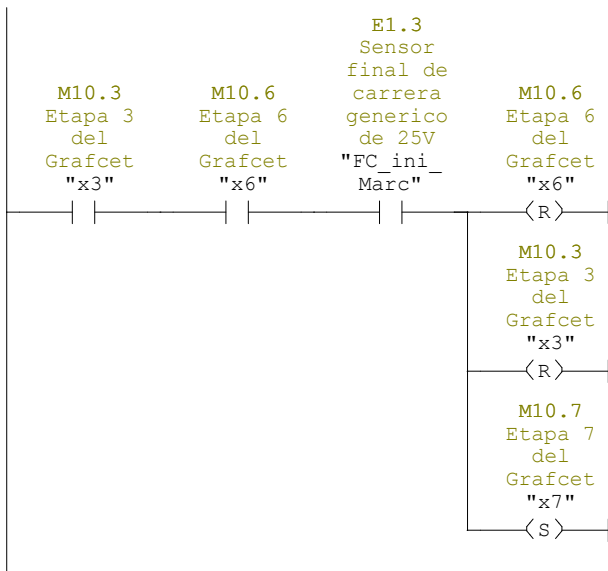 E1.3
Sensor
final de
carrera
generico
de 25V
"FC_ini_
Marc"
M10.3
Etapa 3
del
Grafcet
"x3"
M10.6
Etapa 6
del
Grafcet
"x6"
M10.6
Etapa 6
del
Grafcet
"x6"
R
M10.3
Etapa 3
del
Grafcet
"x3"
R
M10.7
Etapa 7
del
Grafcet
"x7"
S